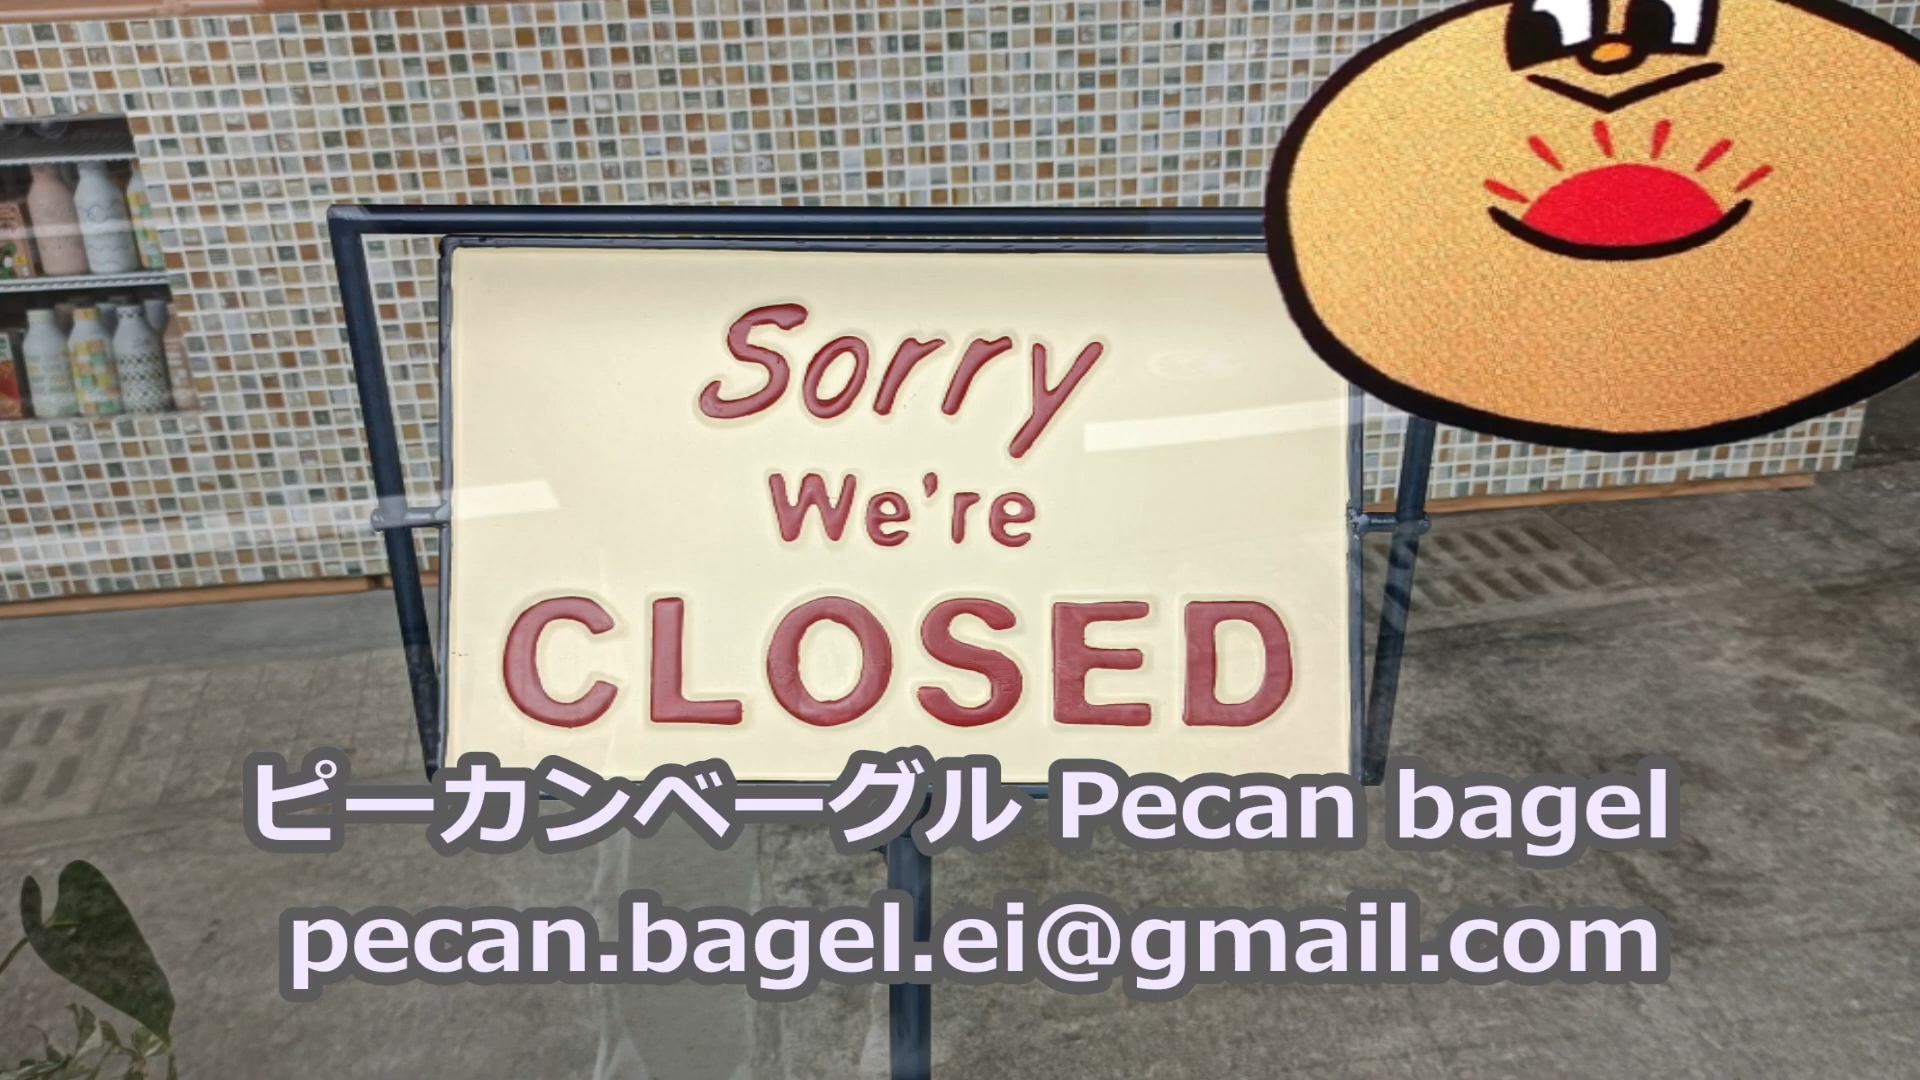 Sorry
We're
CLOSED
ピーカンベーグル Pecan bagel
pecan.bagel.ei@gmail.com